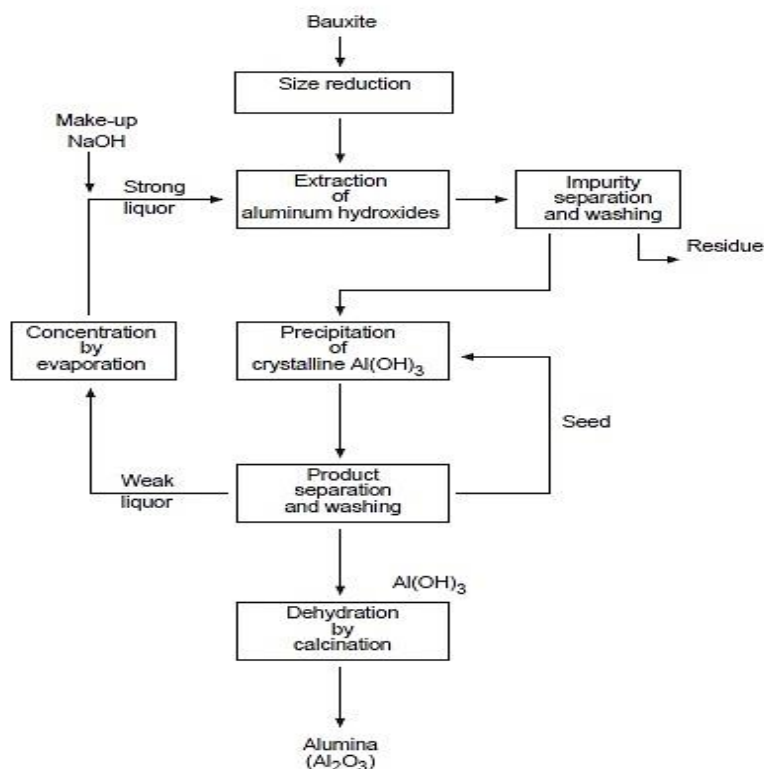 Bauxite
Size reduction
Make-up
NaOH
Strong
liquor
Extraction
of
aluminum hydroxides
Impurity
separation
and washing
Residue
Concentration
by
evaporation
Precipitation
of
crystalline Al(OH)₃
Seed
Weak
liquor
Product
separation
and washing
Al(OH)₃
Dehydration
by
calcination
Alumina
(Al₂O₃)